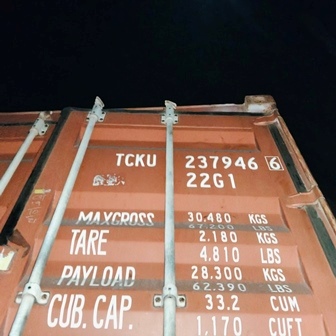 TCKU 237946 6
22G1
MAXGROSS 30.480 KGS
67.200 LBS
TARE 2.180 KGS
4.810 LBS
PAYLOAD 28.300 KGS
62.390 LBS
CUB. CAP. 33.2 CUM
1.170 CUFT